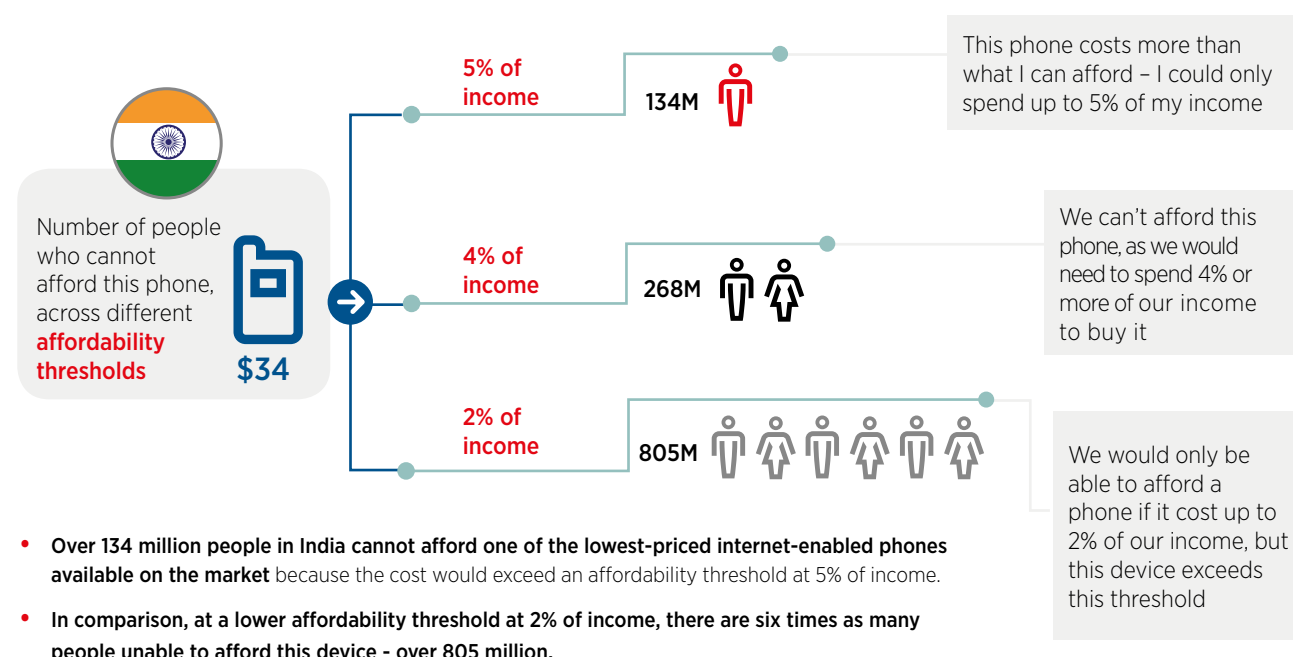 Number of people
who cannot
afford this phone,
across different
affordability
thresholds
$34
5% of
income
134M
This phone costs more than
what I can afford – I could only
spend up to 5% of my income
4% of
income
268M
We can't afford this
phone, as we would
need to spend 4% or
more of our income
to buy it
2% of
income
805M
We would only be
able to afford a
phone if it cost up to
2% of our income, but
this device exceeds
this threshold
• Over 134 million people in India cannot afford one of the lowest-priced internet-enabled phones
available on the market because the cost would exceed an affordability threshold at 5% of income.
• In comparison, at a lower affordability threshold at 2% of income, there are six times as many
people unable to afford this device - over 805 million.